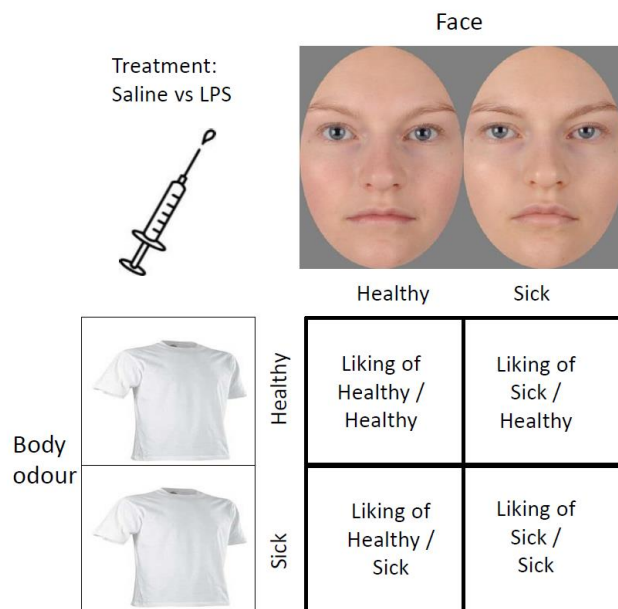 Face
Treatment:
Saline vs LPS
Healthy
Sick
Healthy
Liking of
Healthy /
Healthy
Liking of
Sick /
Healthy
Body
odour
Sick
Liking of
Healthy /
Sick
Liking of
Sick /
Sick